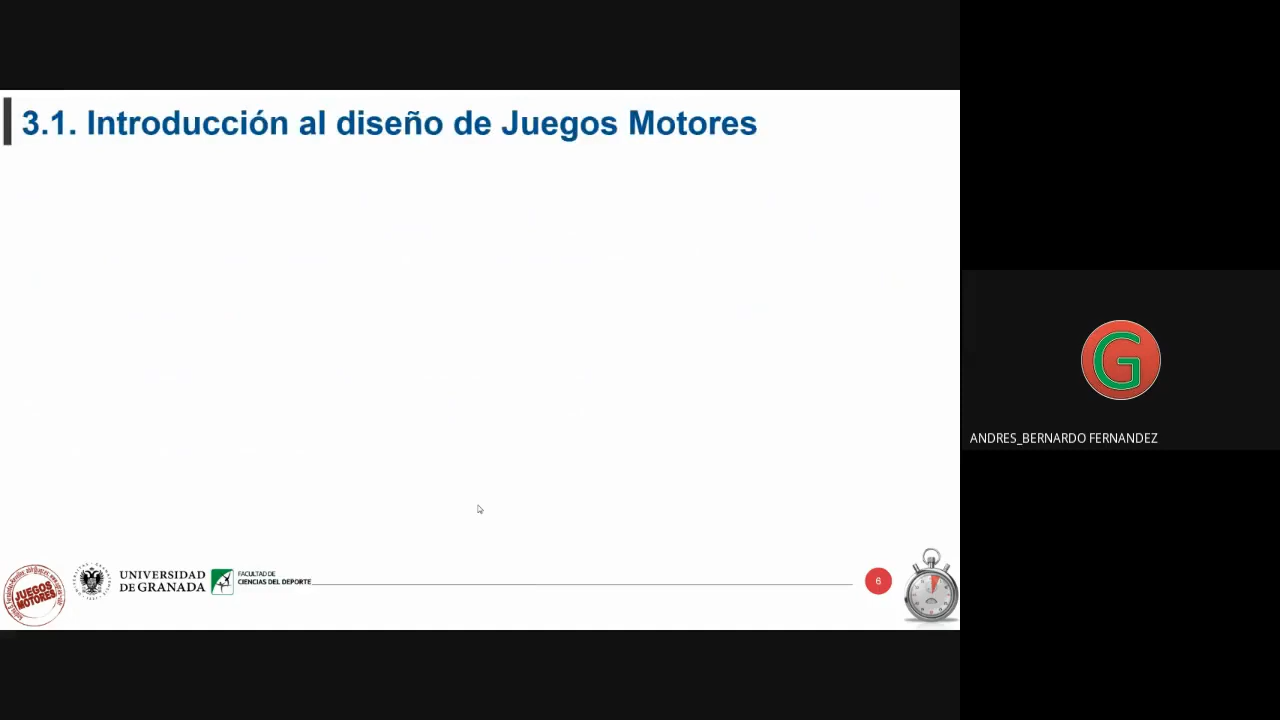 3.1. Introducción al diseño de Juegos Motores
G
ANDRES_BERNARDO FERNANDEZ
JUEGOS
MOTORES
UNIVERSIDAD
DE GRANADA
FACULTAD DE
CIENCIAS DEL DEPORTE
6